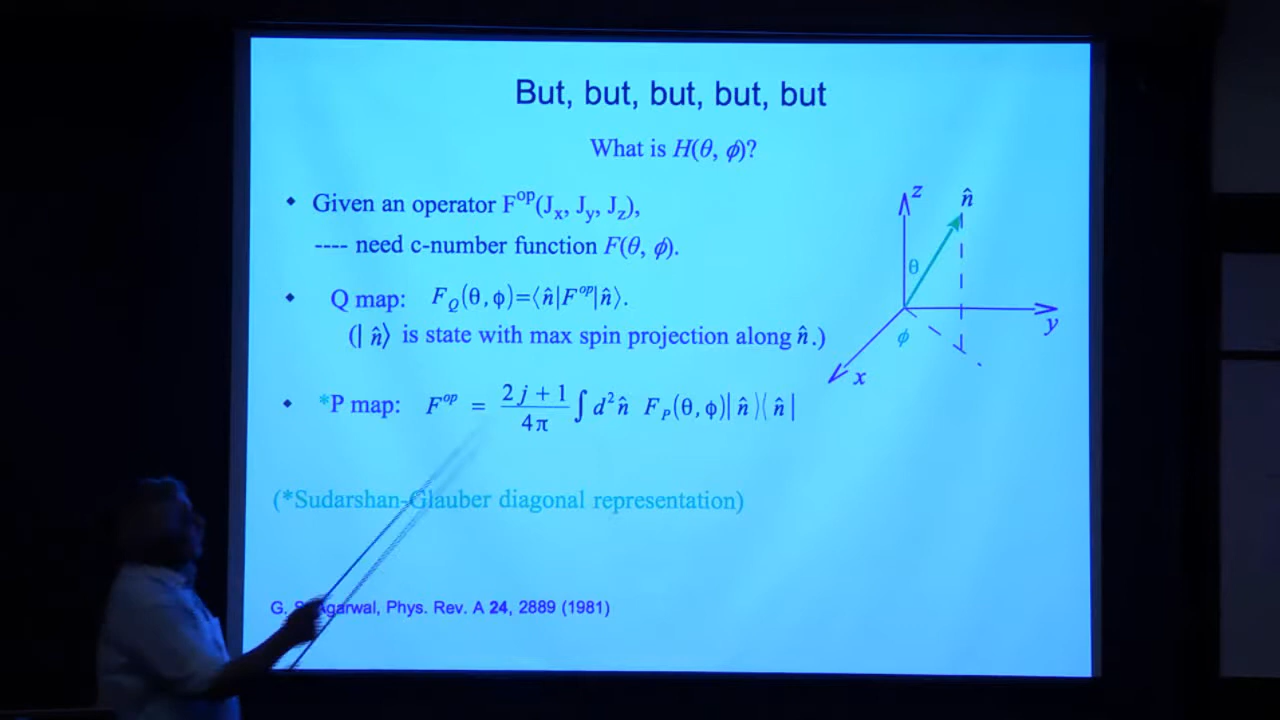 But, but, but, but, but
What is H(θ, ϕ)?
• Given an operator F^op(J_x, J_y, J_z),
---- need c-number function F(θ, ϕ).
• Q map: F_Q(θ,ϕ)=⟨n̂|F^op|n̂⟩.
(| n̂⟩ is state with max spin projection along n̂.)
• *P map: F^op = (2j+1)/(4π) ∫ d²n̂ F_P(θ,ϕ)| n̂⟩⟨n̂ |
(*Sudarshan-Glauber diagonal representation)
G. S. Agarwal, Phys. Rev. A 24, 2889 (1981)
z
n̂
θ
y
ϕ
x